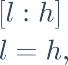 [l : h]
l = h,